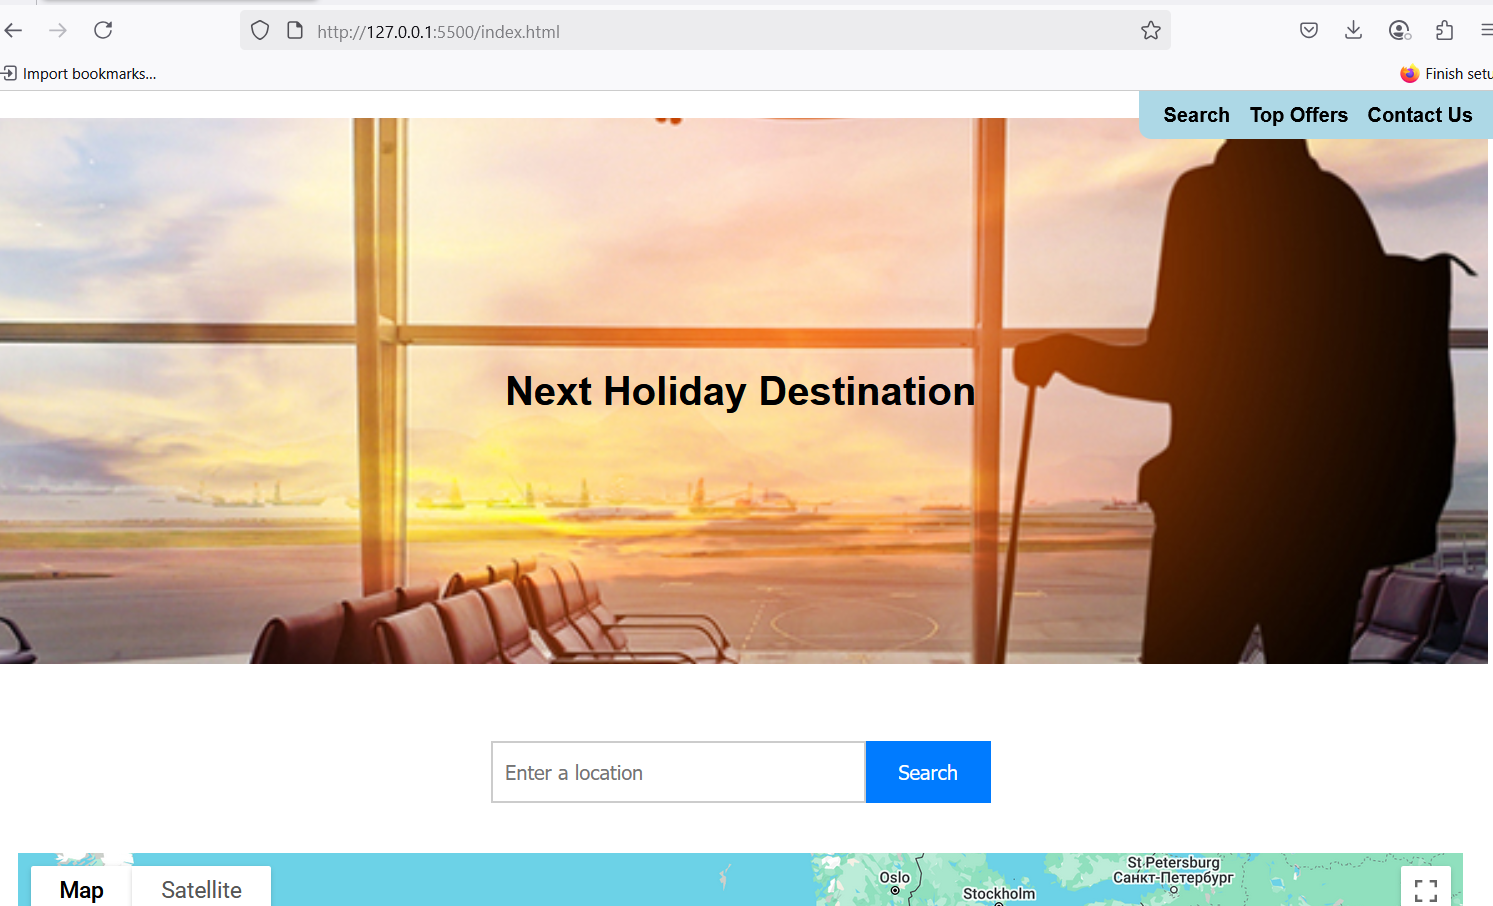 http://127.0.0.1:5500/index.html
Import bookmarks...
Finish setu
Search Top Offers Contact Us
Next Holiday Destination
Enter a location Search
Map Satellite
Oslo
Stockholm
St Petersburg
Санкт-Петербург